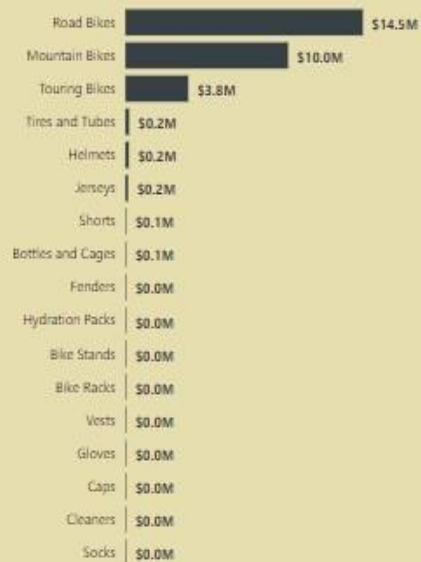 Road Bikes $14.5M
Mountain Bikes $10.0M
Touring Bikes $3.8M
Tires and Tubes $0.2M
Helmets $0.2M
Jerseys $0.2M
Shorts $0.1M
Bottles and Cages $0.1M
Fenders $0.0M
Hydration Packs $0.0M
Bike Stands $0.0M
Bike Racks $0.0M
Vests $0.0M
Gloves $0.0M
Caps $0.0M
Cleaners $0.0M
Socks $0.0M